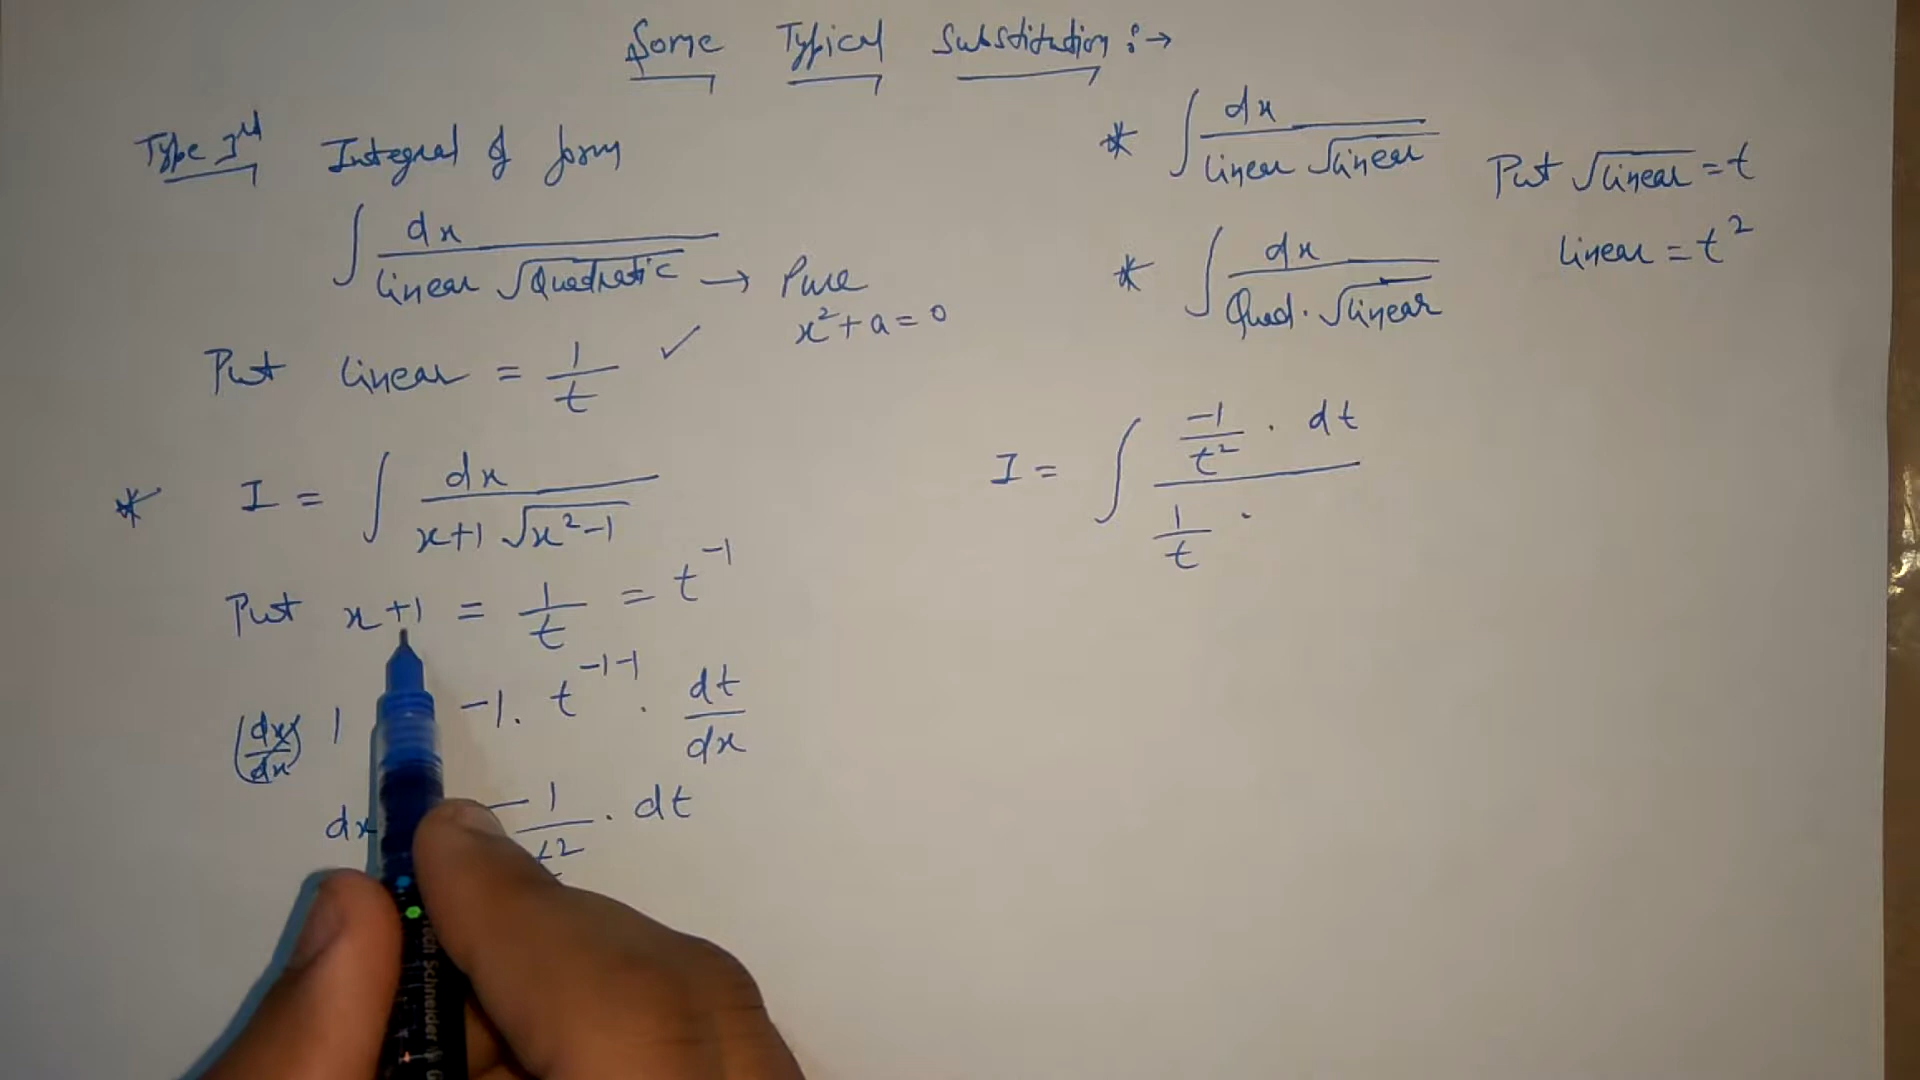 Some Typical Substitution :→
Type 3rd Integral of form
∫ dx / linear √Quadratic → Pure
x² + a = 0
Put linear = 1/t ✓
* I = ∫ dx / x+1 √x²-1
Put x+1 = 1/t = t⁻¹
(dx/dx) 1 -1. t⁻¹⁻¹ . dt/dx
dx -1/t² . dt
* ∫ dx / linear √linear Put √linear = t
linear = t²
* ∫ dx / Quad. √linear
I = ∫ -1/t² . dt / 1/t .
Schneider